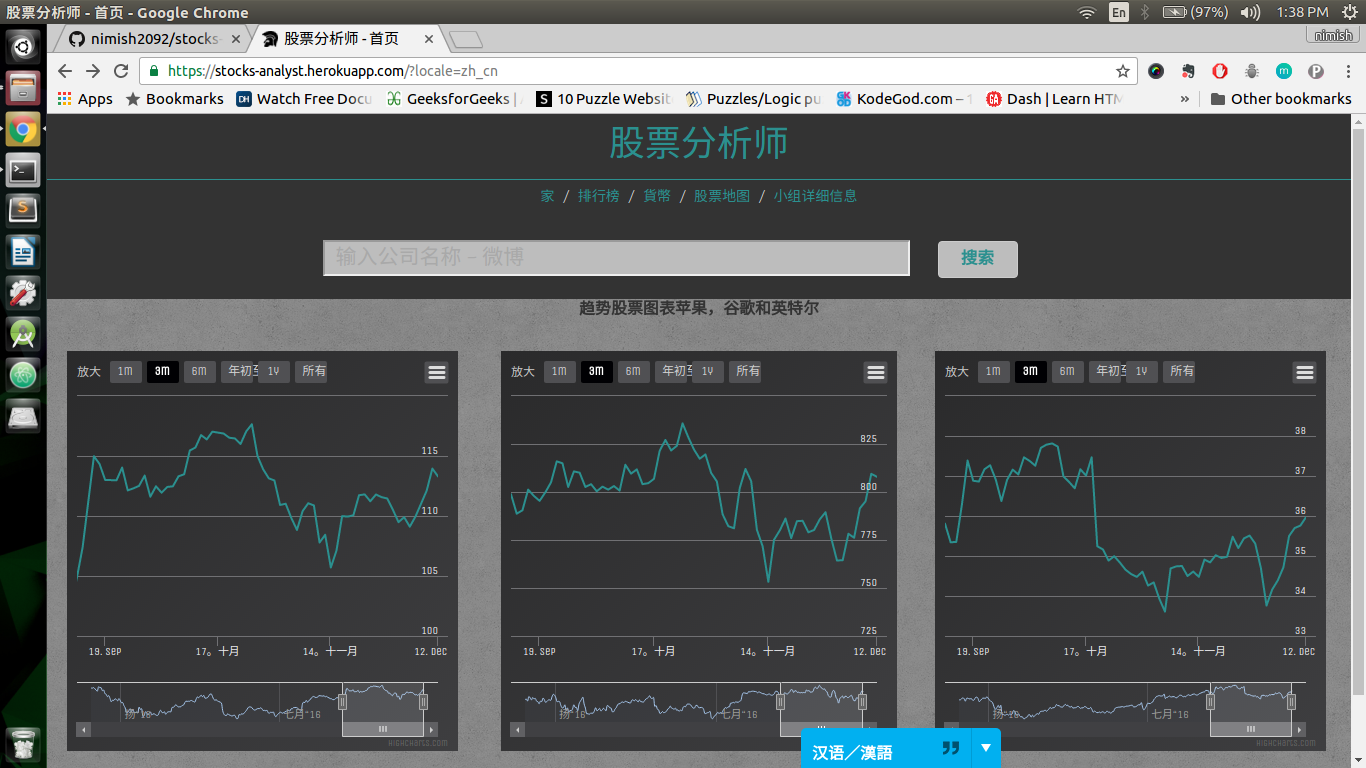 股票分析师 - 首页 - Google Chrome
En
(97%)
1:38 PM
nimish
nimish2092/stocks-
股票分析师 - 首页
nimish
https://stocks-analyst.herokuapp.com/?locale=zh_cn
Apps
Bookmarks
Watch Free Docu
GeeksforGeeks | A
10 Puzzle Website
Puzzles/Logic pu
KodeGod.com – 1
Dash | Learn HTM
»
Other bookmarks
股票分析师
家 / 排行榜 / 貨幣 / 股票地图 / 小组详细信息
输入公司名称 - 微博
搜索
趋势股票图表苹果，谷歌和英特尔
放大 1m 3m 6m 年初至 1y 所有
115
110
105
100
19. Sep 17。十月 14。十一月 12. Dec
扬 '16 七月 '16
Highcharts.com
放大 1m 3m 6m 年初至 1y 所有
825
800
775
750
725
19. Sep 17。十月 14。十一月 12. Dec
扬 '16 七月 '16
放大 1m 3m 6m 年初至 1y 所有
38
37
36
35
34
33
19. Sep 17。十月 14。十一月 12. Dec
扬 '16 七月 '16
Highcharts.com
汉语／漢語